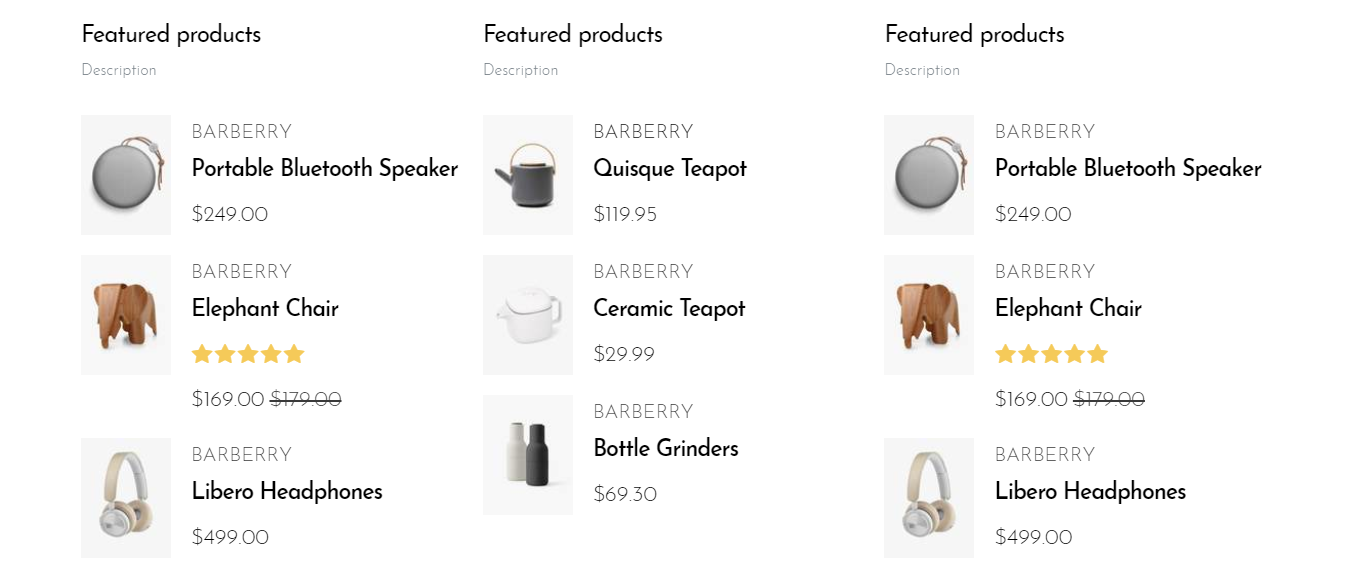 Featured products
Description
BARBERRY
Portable Bluetooth Speaker
$249.00
BARBERRY
Elephant Chair
$169.00 $179.00
BARBERRY
Libero Headphones
$499.00
Featured products
Description
BARBERRY
Quisque Teapot
$119.95
BARBERRY
Ceramic Teapot
$29.99
BARBERRY
Bottle Grinders
$69.30
Featured products
Description
BARBERRY
Portable Bluetooth Speaker
$249.00
BARBERRY
Elephant Chair
$169.00 $179.00
BARBERRY
Libero Headphones
$499.00